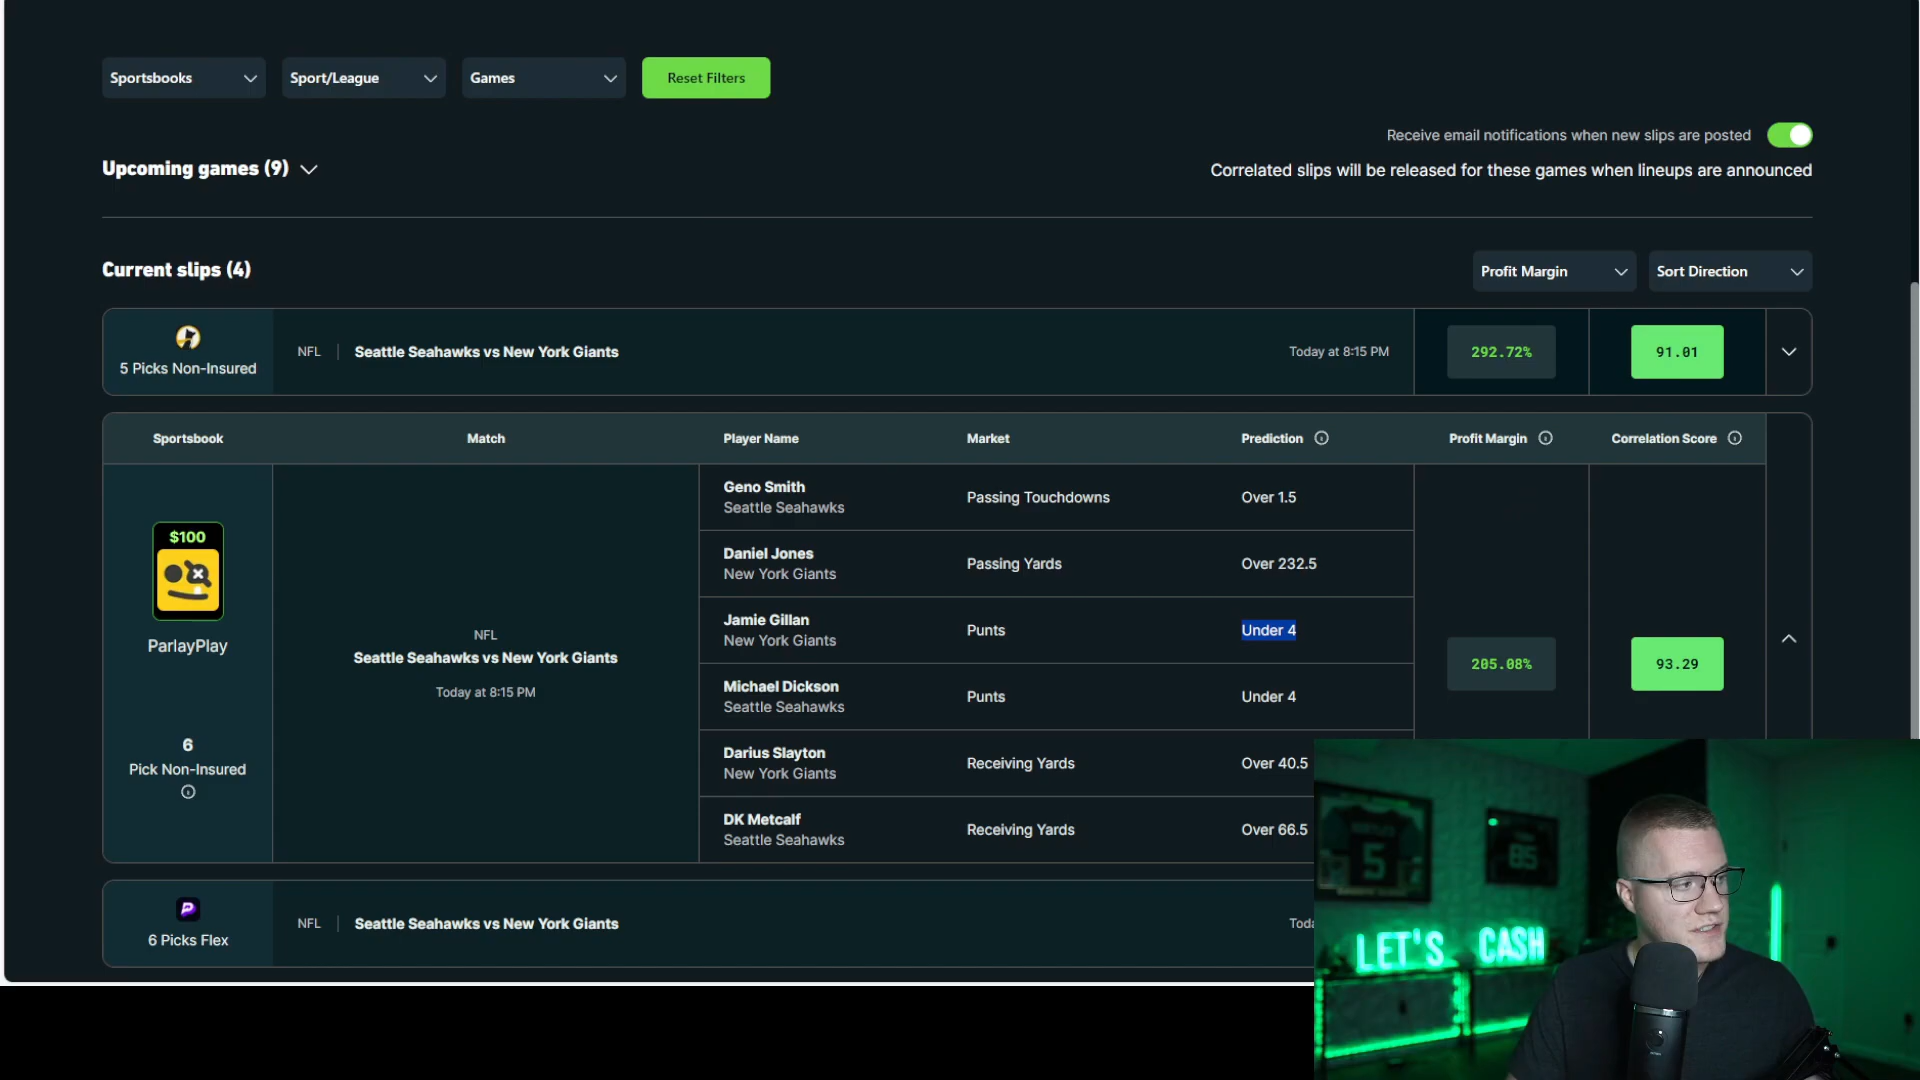 Sportsbooks
Sport/League
Games
Reset Filters
Receive email notifications when new slips are posted
Upcoming games (9)
Correlated slips will be released for these games when lineups are announced
Current slips (4)
Profit Margin
Sort Direction
5 Picks Non-Insured
NFL
Seattle Seahawks vs New York Giants
Today at 8:15 PM
292.72%
91.01
Sportsbook
Match
Player Name
Market
Prediction
Profit Margin
Correlation Score
$100
ParlayPlay
6
Pick Non-Insured
NFL
Seattle Seahawks vs New York Giants
Today at 8:15 PM
Geno Smith
Seattle Seahawks
Passing Touchdowns
Over 1.5
Daniel Jones
New York Giants
Passing Yards
Over 232.5
Jamie Gillan
New York Giants
Punts
Under 4
Michael Dickson
Seattle Seahawks
Punts
Under 4
Darius Slayton
New York Giants
Receiving Yards
Over 40.5
DK Metcalf
Seattle Seahawks
Receiving Yards
Over 66.5
205.08%
93.29
6 Picks Flex
NFL
Seattle Seahawks vs New York Giants
5
85
LET'S CASH